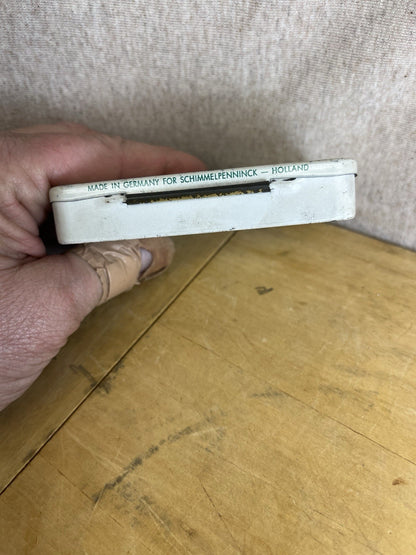 MADE IN GERMANY FOR SCHIMMELPENNINCK — HOLLAND